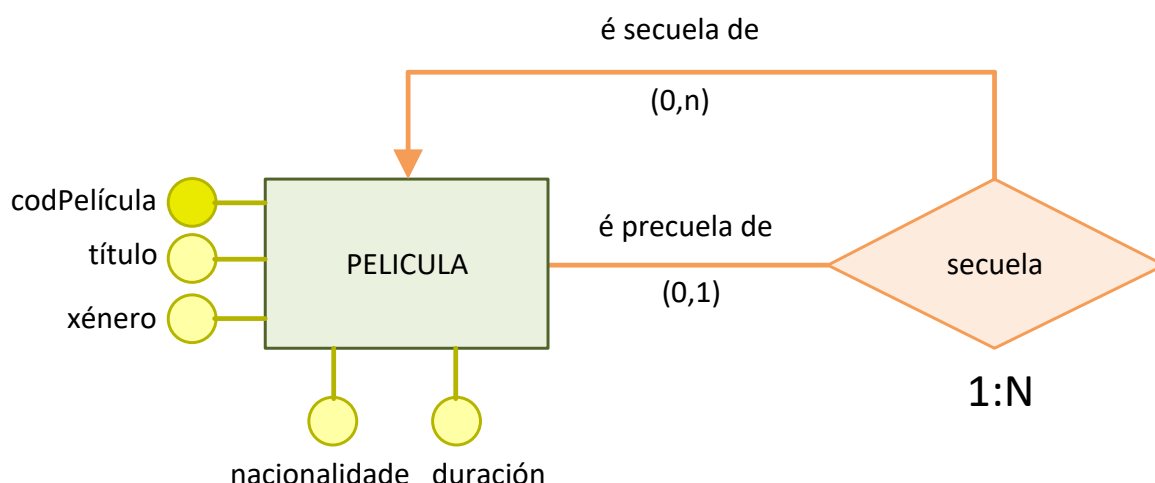 é secuela de
(0,n)
codPelícula
título
xénero
PELICULA
é precuela de
(0,1)
secuela
1:N
nacionalidade
duración